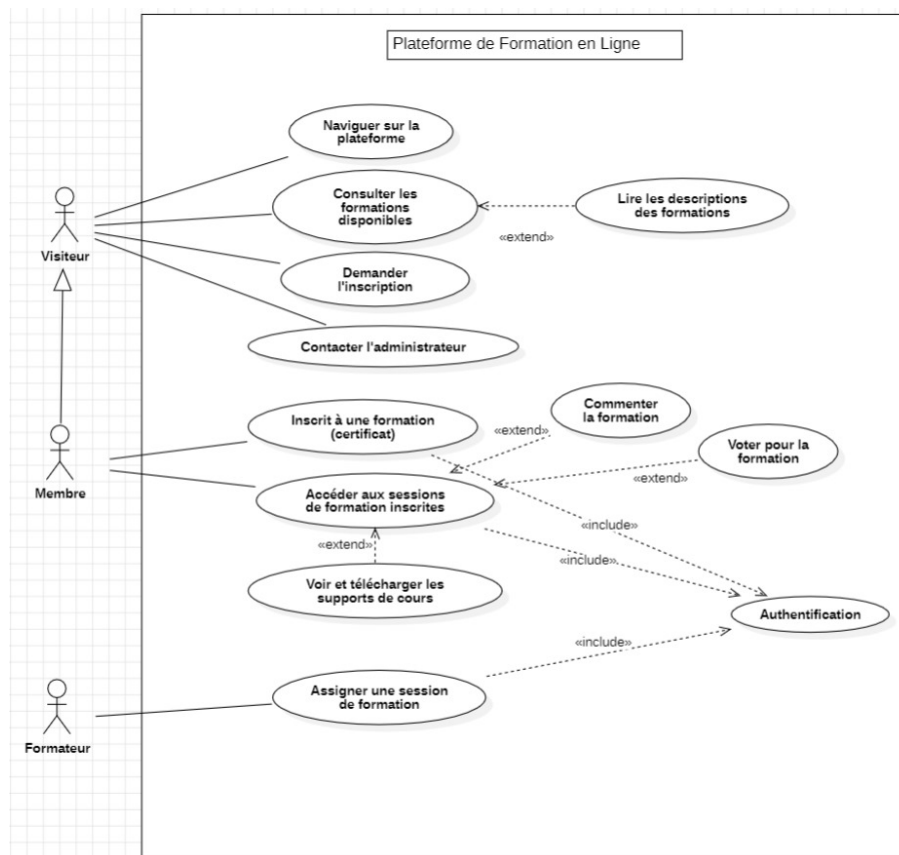 Plateforme de Formation en Ligne
Naviguer sur la
plateforme
Consulter les
formations
disponibles
Lire les descriptions
des formations
«extend»
Visiteur
Demander
l'inscription
Contacter l'administrateur
Commenter
la formation
Inscrit à une formation
(certificat)
«extend»
Voter pour la
formation
«extend»
Membre
Accéder aux sessions
de formation inscrites
«include»
«extend»
«include»
Voir et télécharger les
supports de cours
Authentification
«include»
Assigner une session
de formation
Formateur